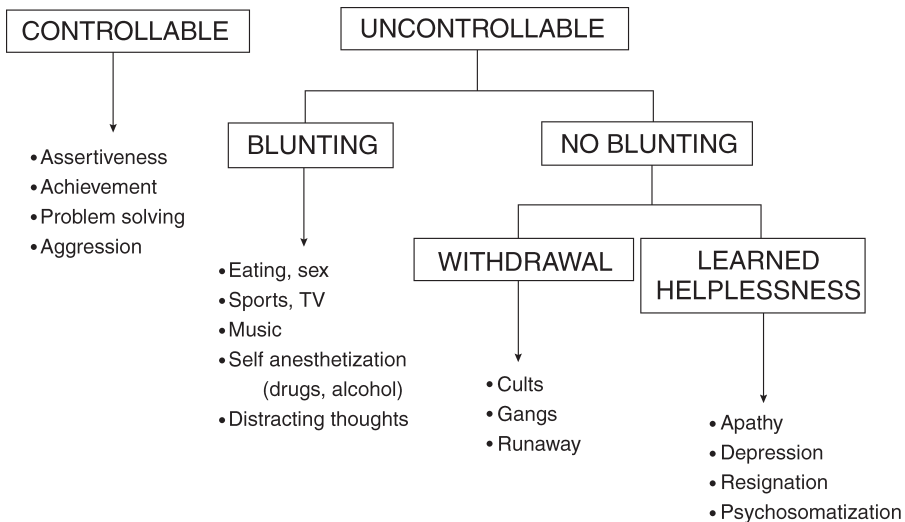 CONTROLLABLE
UNCONTROLLABLE
BLUNTING
NO BLUNTING
• Assertiveness
• Achievement
• Problem solving
• Aggression
WITHDRAWAL
LEARNED
HELPLESSNESS
• Eating, sex
• Sports, TV
• Music
• Self anesthetization
(drugs, alcohol)
• Distracting thoughts
• Cults
• Gangs
• Runaway
• Apathy
• Depression
• Resignation
• Psychosomatization